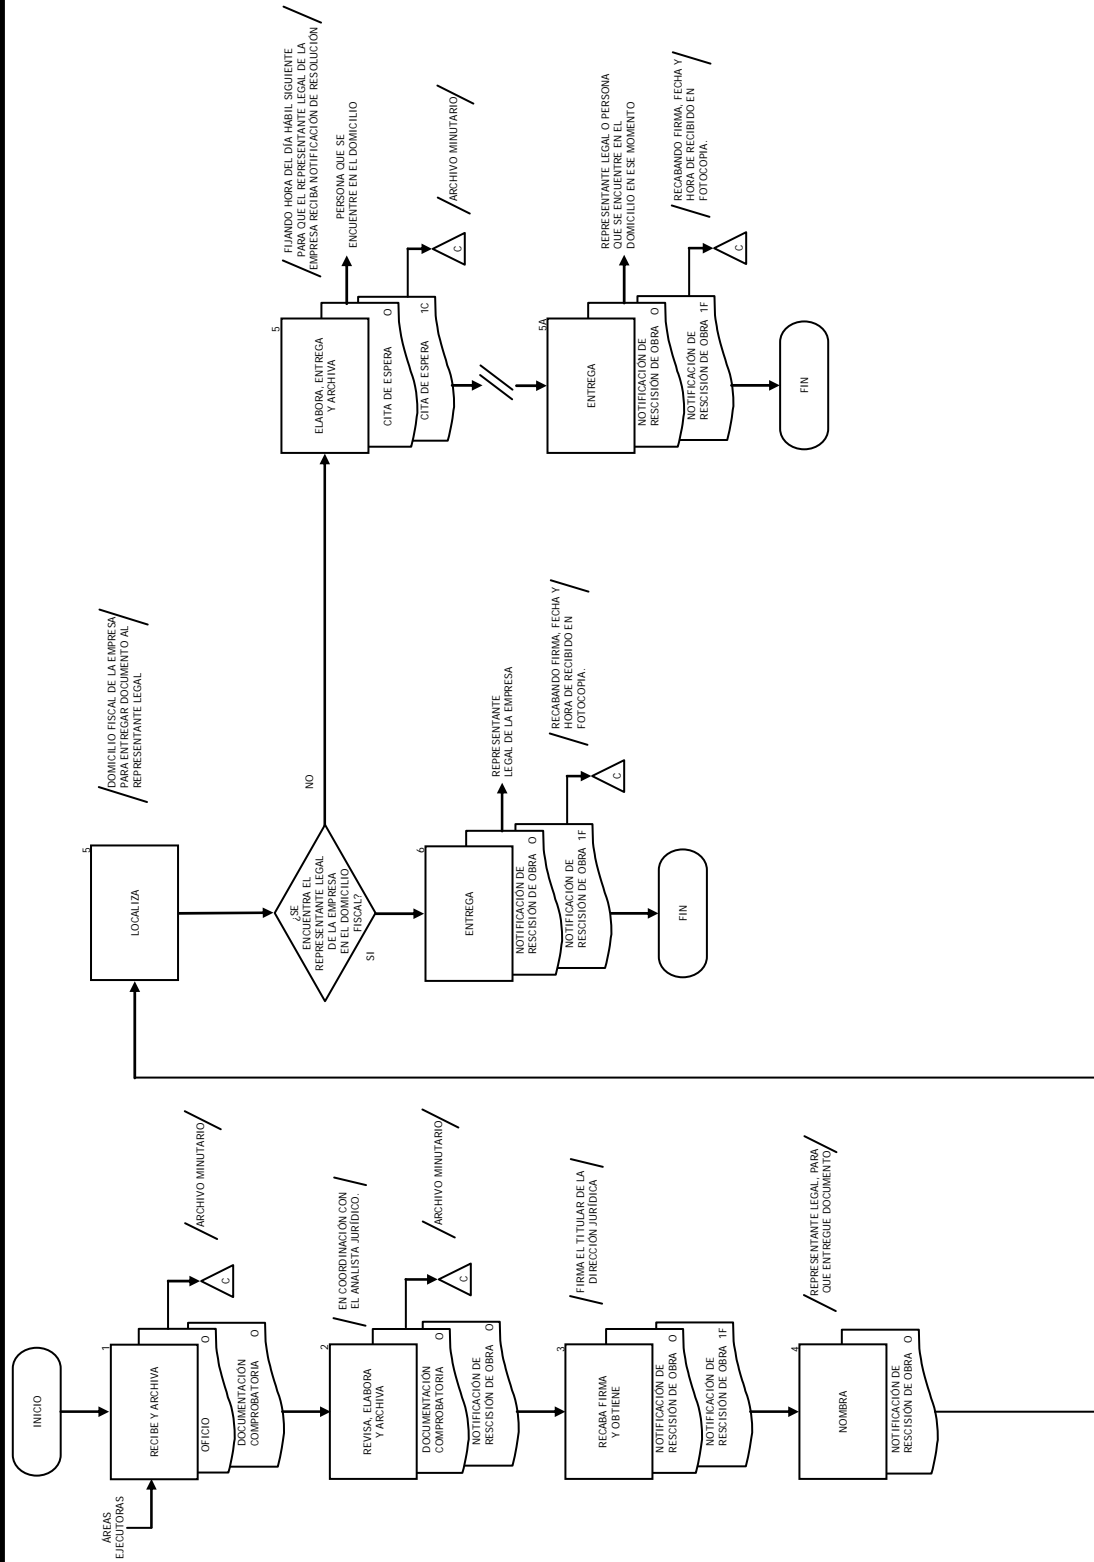 INICIO
ÁREAS
EJECUTORAS
1
RECIBE Y ARCHIVA
OFICIO
O
DOCUMENTACIÓN
COMPROBATORIA
O
C
ARCHIVO MINUTARIO
2
REVISA, ELABORA
Y ARCHIVA
EN COORDINACIÓN CON
EL ANALISTA JURÍDICO.
DOCUMENTACIÓN
COMPROBATORIA
O
NOTIFICACIÓN DE
RESCISIÓN DE OBRA
O
C
ARCHIVO MINUTARIO
3
RECABA FIRMA
Y OBTIENE
FIRMA EL TITULAR DE LA
DIRECCIÓN JURÍDICA
NOTIFICACIÓN DE
RESCISIÓN DE OBRA O
NOTIFICACIÓN DE
RESCISIÓN DE OBRA 1F
4
NOMBRA
REPRESENTANTE LEGAL, PARA
QUE ENTREGUE DOCUMENTO
NOTIFICACIÓN DE
RESCISIÓN DE OBRA O
5
LOCALIZA
DOMICILIO FISCAL DE LA EMPRESA
PARA ENTREGAR DOCUMENTO AL
REPRESENTANTE LEGAL
¿SE
ENCUENTRA EL
REPRESENTANTE LEGAL
DE LA EMPRESA
EN EL DOMICILIO
FISCAL?
SI
NO
6
ENTREGA
REPRESENTANTE
LEGAL DE LA EMPRESA
NOTIFICACIÓN DE
RESCISIÓN DE OBRA O
NOTIFICACIÓN DE
RESCISIÓN DE OBRA 1F
C
RECABANDO FIRMA, FECHA Y
HORA DE RECIBIDO EN
FOTOCOPIA.
FIN
5
ELABORA, ENTREGA
Y ARCHIVA
FIJANDO HORA DEL DÍA HÁBIL SIGUIENTE
PARA QUE EL REPRESENTANTE LEGAL DE LA
EMPRESA RECIBA NOTIFICACIÓN DE RESOLUCIÓN
PERSONA QUE SE
ENCUENTRE EN EL DOMICILIO
CITA DE ESPERA O
CITA DE ESPERA 1C
C
ARCHIVO MINUTARIO
5A
ENTREGA
REPRESENTANTE LEGAL O PERSONA
QUE SE ENCUENTRE EN EL
DOMICILIO EN ESE MOMENTO
NOTIFICACIÓN DE
RESCISIÓN DE OBRA O
NOTIFICACIÓN DE
RESCISIÓN DE OBRA 1F
C
RECABANDO FIRMA, FECHA Y
HORA DE RECIBIDO EN
FOTOCOPIA.
FIN